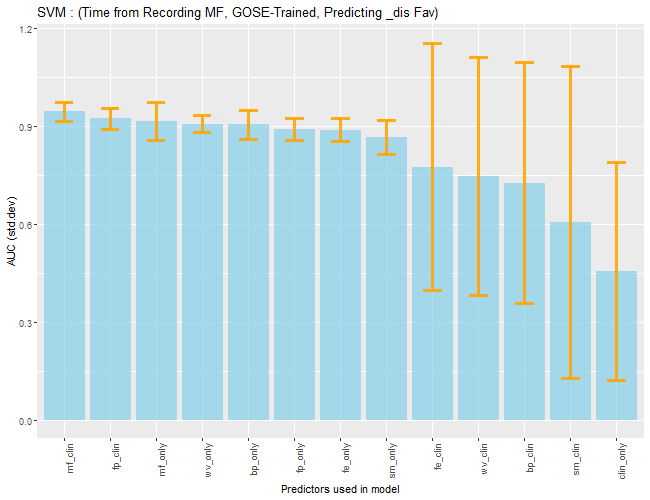 SVM : (Time from Recording MF, GOSE-Trained, Predicting _dis Fav)
AUC (std.dev)
1.2
0.9
0.6
0.3
0.0
mf_clin
fp_clin
mf_only
wv_only
bp_only
fp_only
fe_only
sm_only
fe_clin
wv_clin
bp_clin
sm_clin
clin_only
Predictors used in model